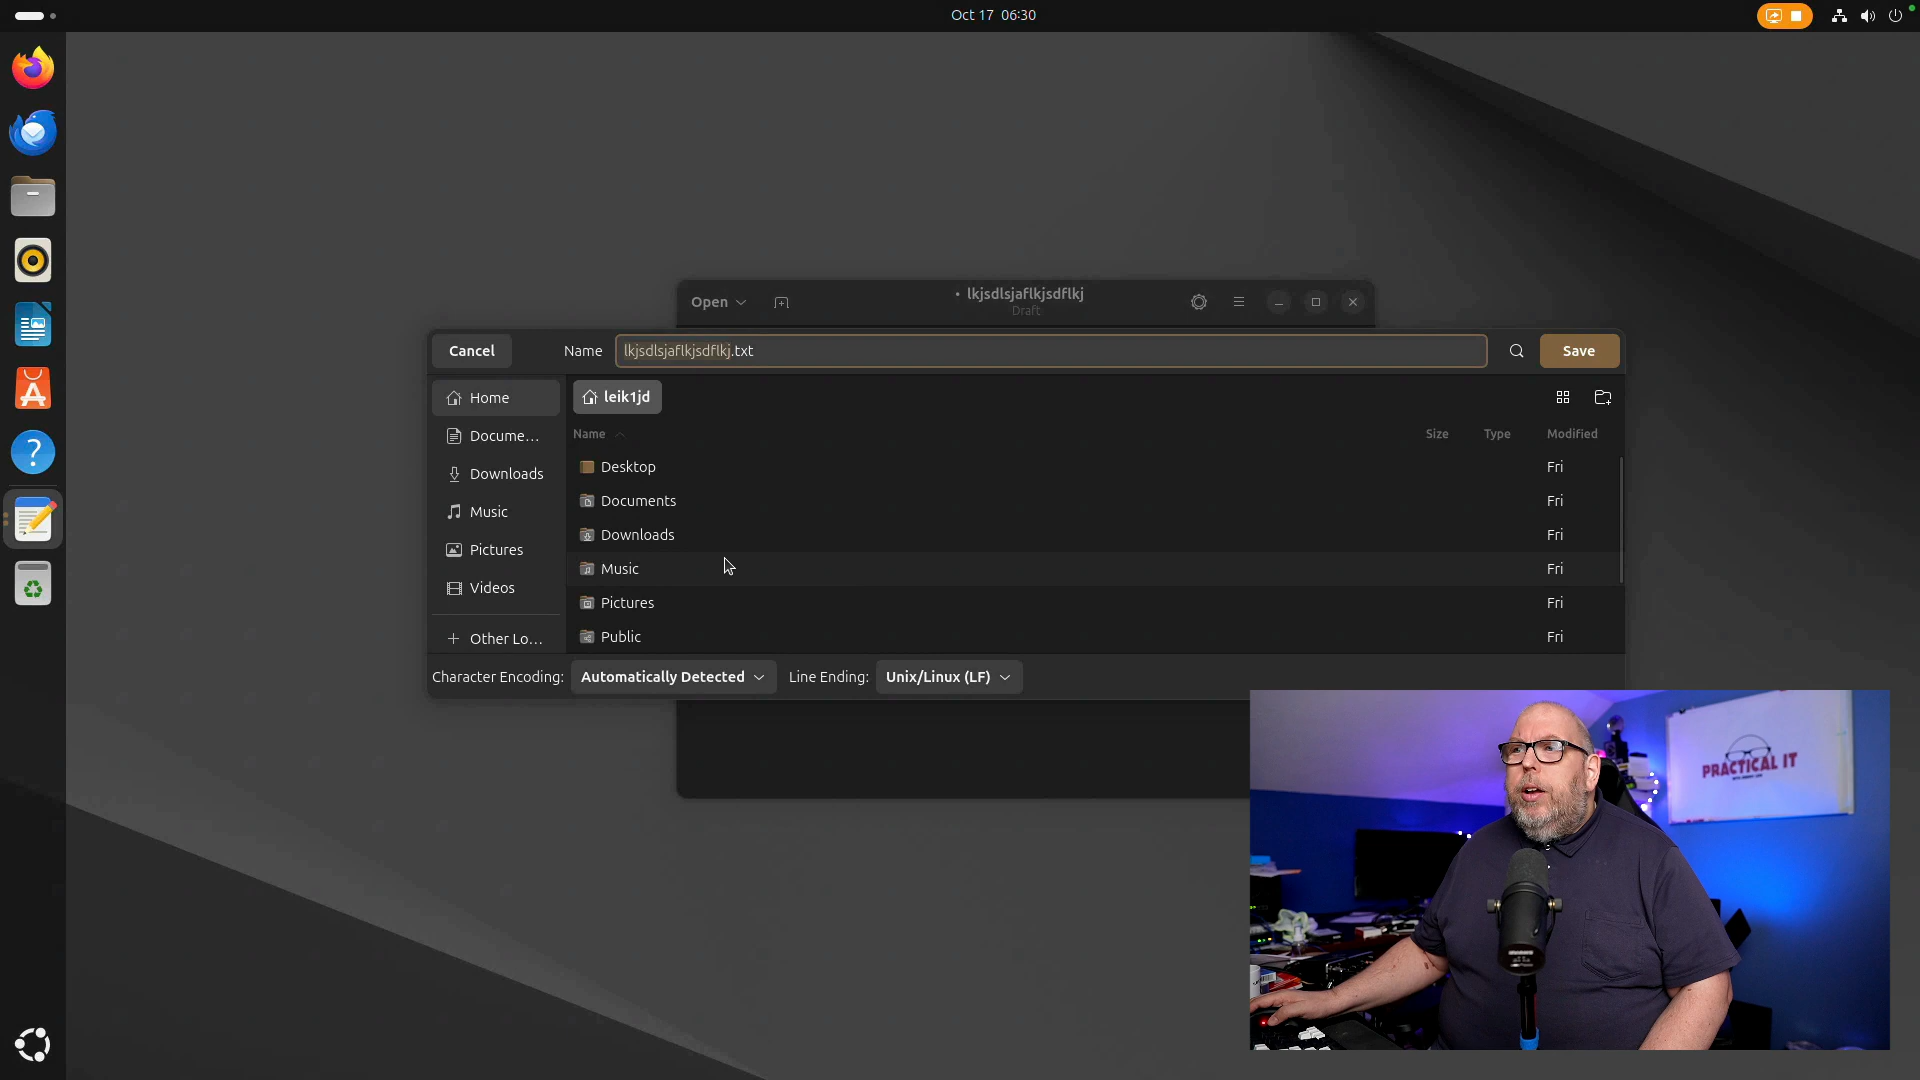 Oct 17 06:30
Open
• lkjsdlsjaflkjsdflkj
Draft
Cancel
Name
lkjsdlsjaflkjsdflkj.txt
Save
Home
Docume...
Downloads
Music
Pictures
Videos
Other Lo...
leik1jd
Name
Size
Type
Modified
Desktop
Fri
Documents
Fri
Downloads
Fri
Music
Fri
Pictures
Fri
Public
Fri
Character Encoding:
Automatically Detected
Line Ending:
Unix/Linux (LF)
PRACTICAL IT